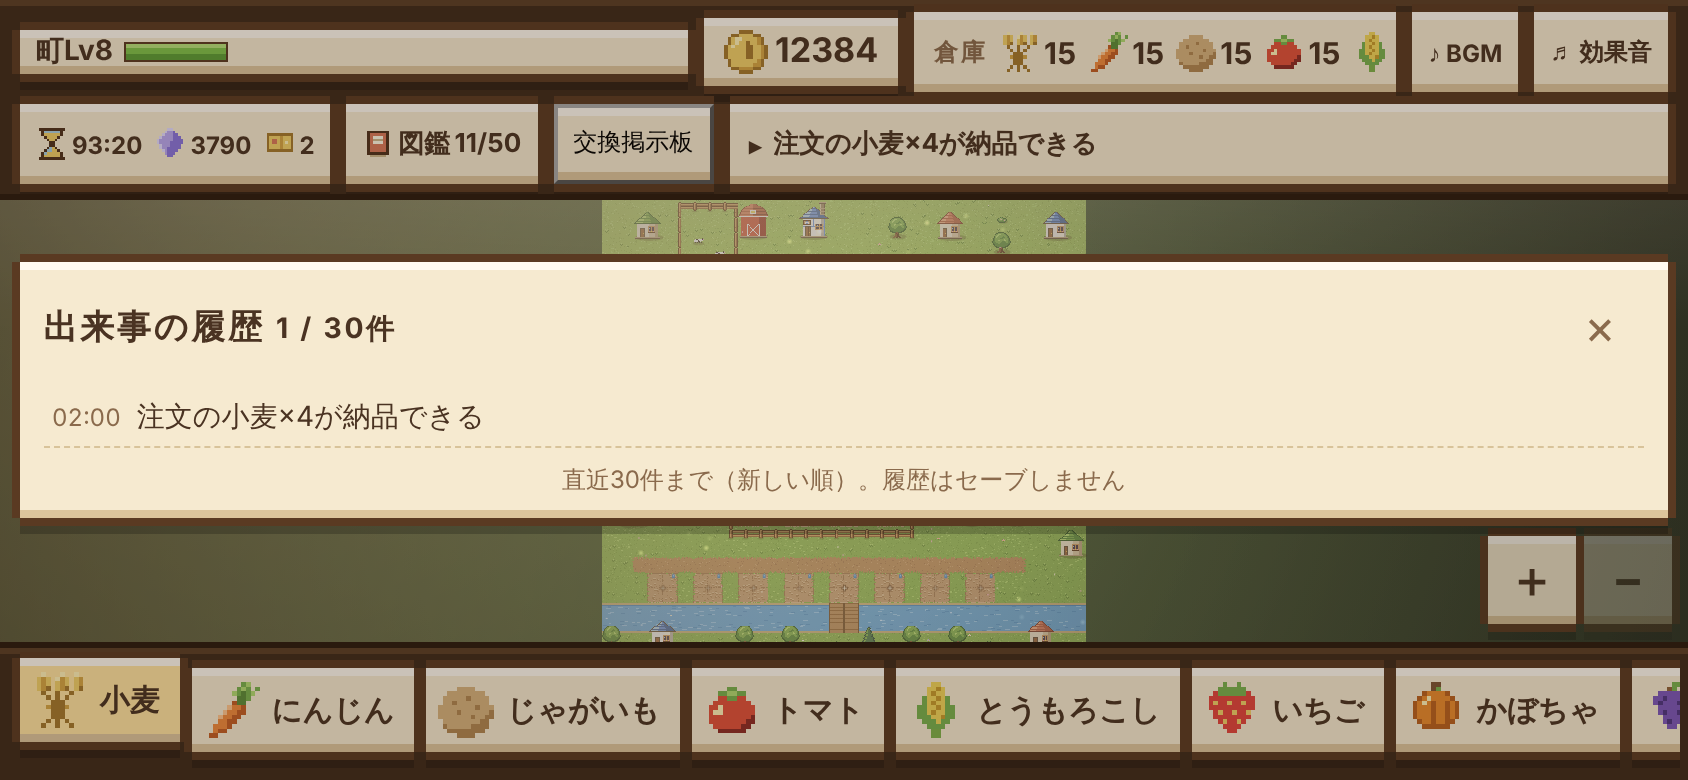 町Lv8
12384
倉庫 15 15 15 15
♪ BGM
♬ 効果音
93:20 3790 2
図鑑 11/50
交換掲示板
▶ 注文の小麦×4が納品できる
出来事の履歴 1 / 30件
×
02:00 注文の小麦×4が納品できる
直近30件まで（新しい順）。履歴はセーブしません
+ −
小麦
にんじん
じゃがいも
トマト
とうもろこし
いちご
かぼちゃ